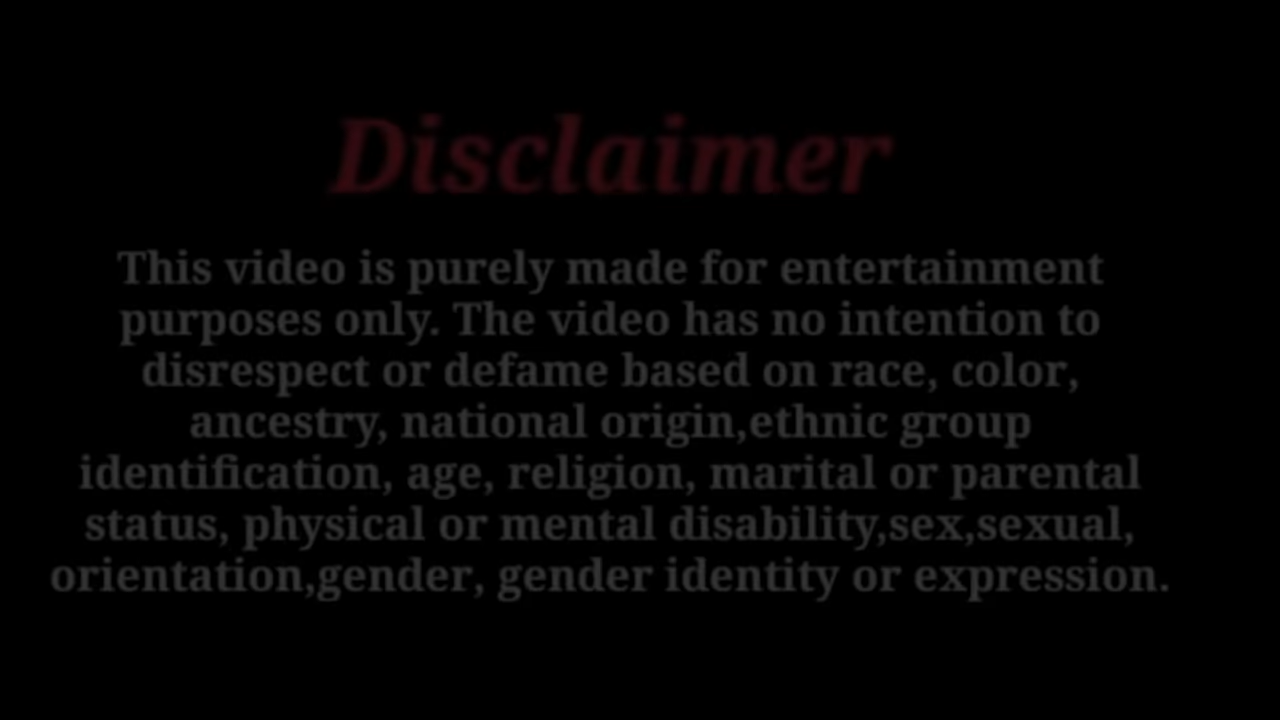 Disclaimer
This video is purely made for entertainment
purposes only. The video has no intention to
disrespect or defame based on race, color,
ancestry, national origin,ethnic group
identification, age, religion, marital or parental
status, physical or mental disability,sex,sexual,
orientation,gender, gender identity or expression.